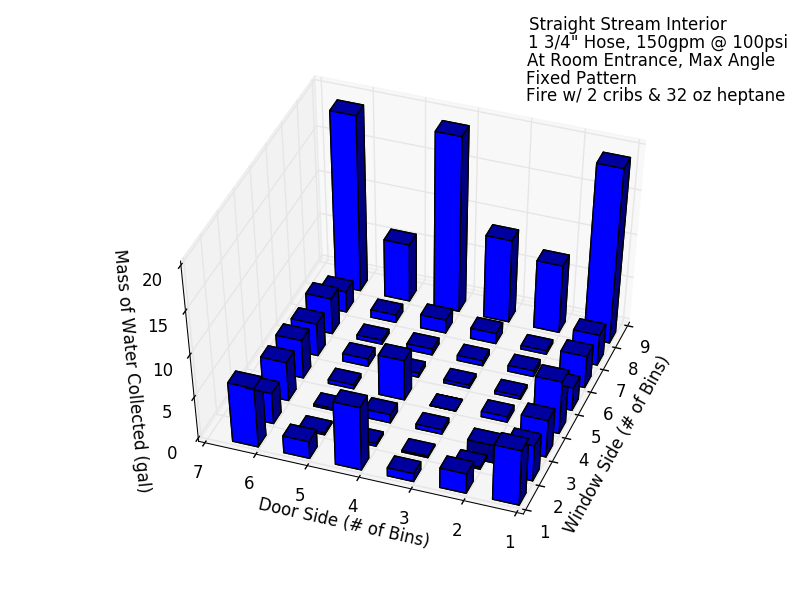 Straight Stream Interior
1 3/4" Hose, 150gpm @ 100psi
At Room Entrance, Max Angle
Fixed Pattern
Fire w/ 2 cribs & 32 oz heptane
Mass of Water Collected (gal)
20
15
10
5
0
7
6
5
4
3
2
1
Door Side (# of Bins)
1
2
3
4
5
6
7
8
9
Window Side (# of Bins)